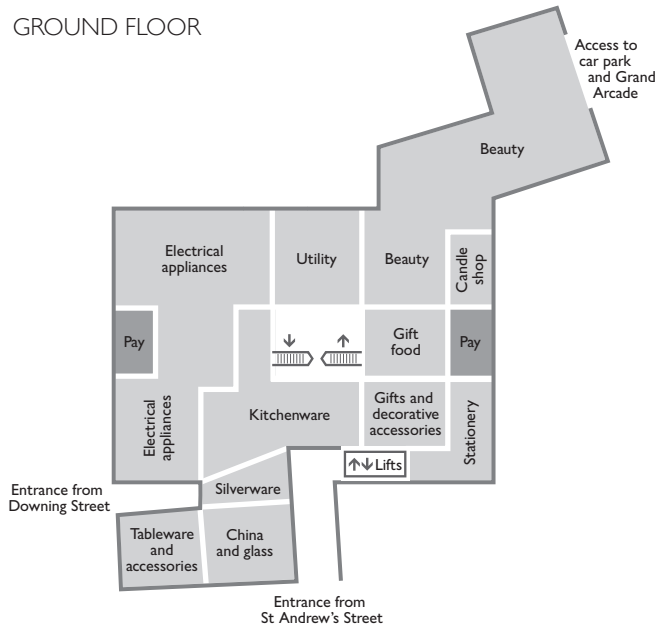 GROUND FLOOR
Access to
car park
and Grand
Arcade
Beauty
Electrical
appliances
Utility
Beauty
Candle
shop
Pay
Gift
food
Pay
Electrical
appliances
Kitchenware
Gifts and
decorative
accessories
Stationery
↑↓ Lifts
Entrance from
Downing Street
Silverware
Tableware
and
accessories
China
and glass
Entrance from
St Andrew's Street